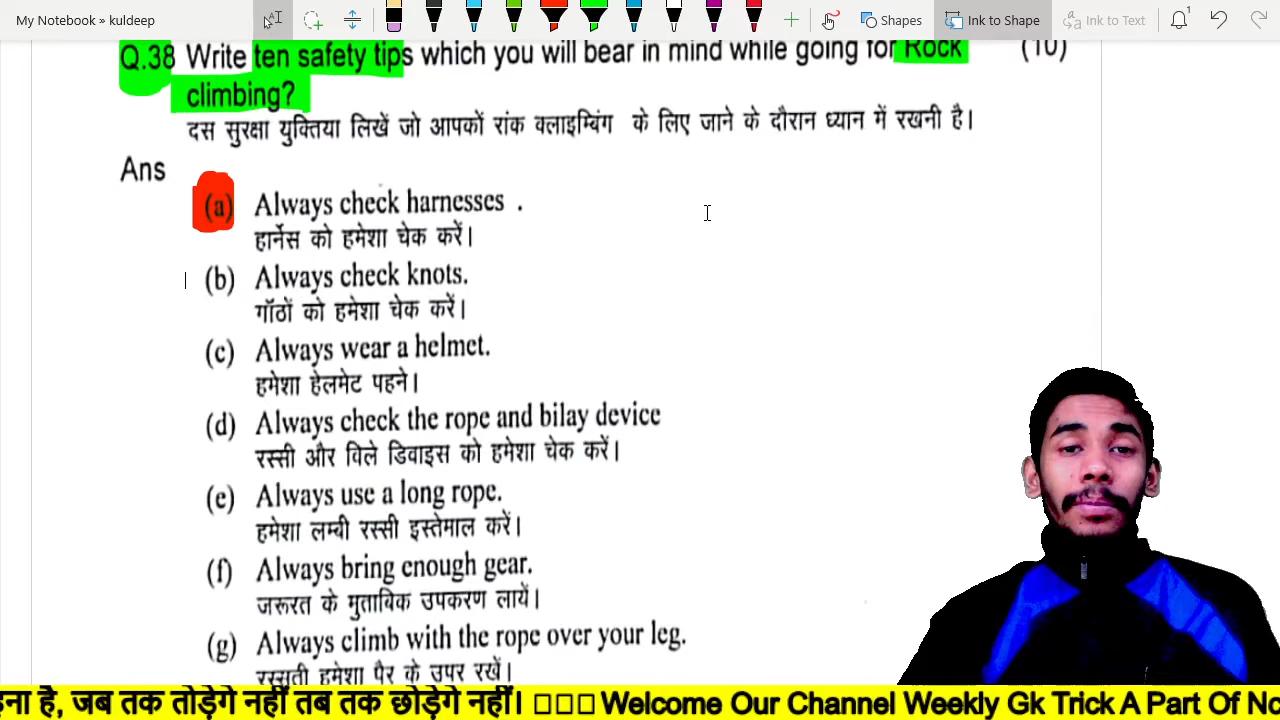 My Notebook » kuldeep
Shapes
Ink to Shape
Ink to Text
Q.38 Write ten safety tips which you will bear in mind while going for Rock (10)
climbing?
दस सुरक्षा युक्तिया लिखें जो आपकों रांक क्लाइम्बिंग के लिए जाने के दौरान ध्यान में रखनी है।
Ans
(a) Always check harnesses .
हार्नेस को हमेशा चेक करें।
(b) Always check knots.
गॉठों को हमेशा चेक करें।
(c) Always wear a helmet.
हमेशा हेलमेट पहने।
(d) Always check the rope and bilay device
रस्सी और विले डिवाइस को हमेशा चेक करें।
(e) Always use a long rope.
हमेशा लम्बी रस्सी इस्तेमाल करें।
(f) Always bring enough gear.
जरूरत के मुताबिक उपकरण लायें।
(g) Always climb with the rope over your leg.
रस्सती हमेशा पैर के उपर रखें।
है, जब तक तोड़ेगे नहीं तब तक छोड़ेगे नहीं। □□□ Welcome Our Channel Weekly Gk Trick A Part Of